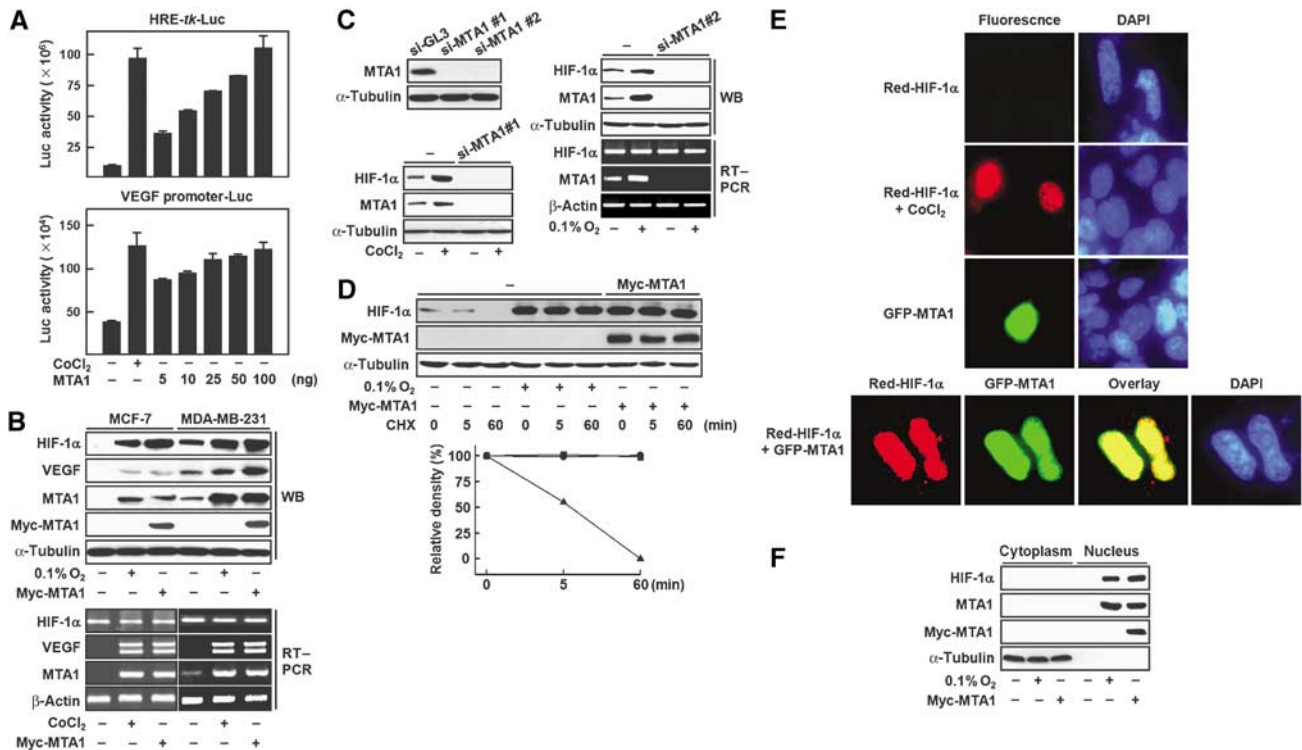 A
HRE-tk-Luc
Luc activity (× 10⁶)
100
75
50
25
VEGF promoter-Luc
Luc activity (× 10⁴)
150
100
50
CoCl₂ – + – – – – –
MTA1 – – 5 10 25 50 100 (ng)
B
MCF-7 MDA-MB-231
HIF-1α
VEGF
MTA1
Myc-MTA1
α-Tubulin
WB
0.1% O₂ – + – – + –
Myc-MTA1 – – + – – +
HIF-1α
VEGF
MTA1
β-Actin
RT–
PCR
CoCl₂ – + – – + –
Myc-MTA1 – – + – – +
C
si-GL3
si-MTA1 #1
si-MTA1 #2
MTA1
α-Tubulin
– si-MTA1#1
HIF-1α
MTA1
α-Tubulin
CoCl₂ – + – +
– si-MTA1#2
HIF-1α
MTA1
α-Tubulin
WB
HIF-1α
MTA1
β-Actin
RT–
PCR
0.1% O₂ – + – +
D
– Myc-MTA1
HIF-1α
Myc-MTA1
α-Tubulin
0.1% O₂ – – – + + + – – –
Myc-MTA1 – – – – – – + + +
CHX 0 5 60 0 5 60 0 5 60 (min)
Relative density (%)
100
75
50
25
0
0 5 60 (min)
E
Fluorescnce DAPI
Red-HIF-1α
Red-HIF-1α
+ CoCl₂
GFP-MTA1
Red-HIF-1α GFP-MTA1 Overlay DAPI
Red-HIF-1α
+ GFP-MTA1
F
Cytoplasm Nucleus
HIF-1α
MTA1
Myc-MTA1
α-Tubulin
0.1% O₂ – + – – + –
Myc-MTA1 – – + – – +